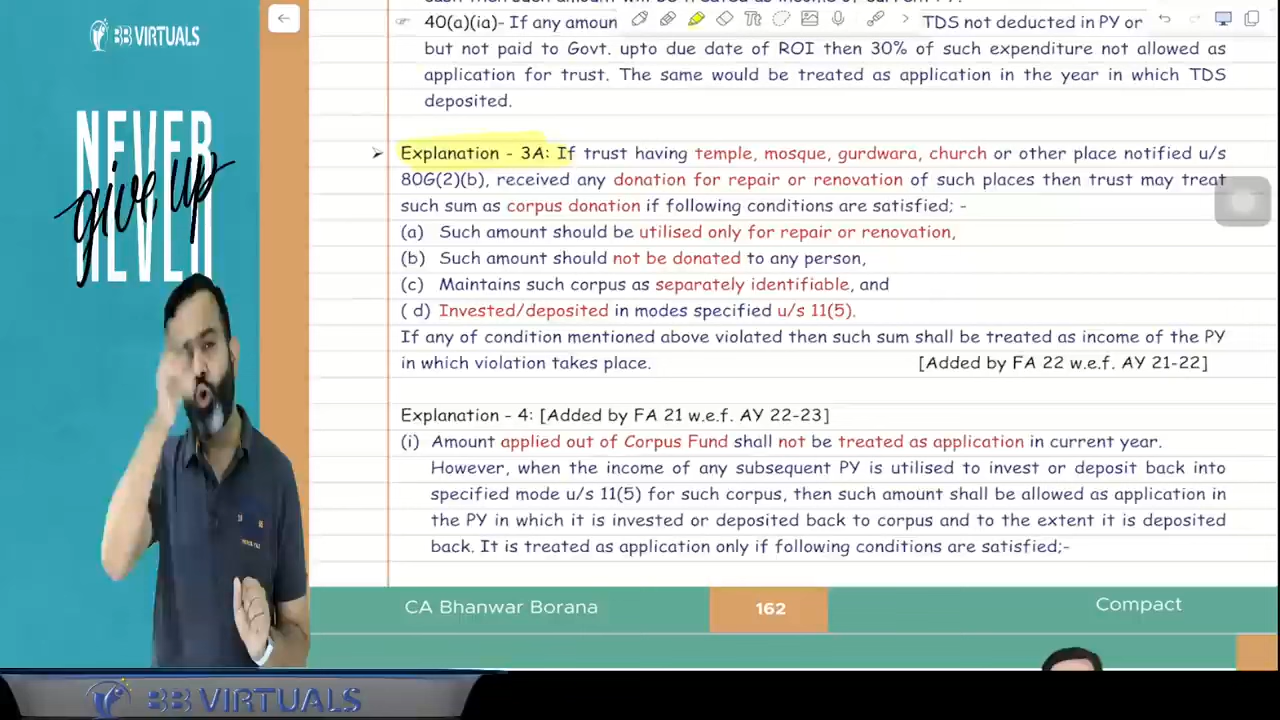 BB VIRTUALS
NEVER
give up
NEVER
40(a)(ia)- If any amoun
TDS not deducted in PY or
but not paid to Govt. upto due date of ROI then 30% of such expenditure not allowed as
application for trust. The same would be treated as application in the year in which TDS
deposited.
Explanation - 3A: If trust having temple, mosque, gurdwara, church or other place notified u/s
80G(2)(b), received any donation for repair or renovation of such places then trust may treat
such sum as corpus donation if following conditions are satisfied; -
(a) Such amount should be utilised only for repair or renovation,
(b) Such amount should not be donated to any person,
(c) Maintains such corpus as separately identifiable, and
( d) Invested/deposited in modes specified u/s 11(5).
If any of condition mentioned above violated then such sum shall be treated as income of the PY
in which violation takes place. [Added by FA 22 w.e.f. AY 21-22]
Explanation - 4: [Added by FA 21 w.e.f. AY 22-23]
(i) Amount applied out of Corpus Fund shall not be treated as application in current year.
However, when the income of any subsequent PY is utilised to invest or deposit back into
specified mode u/s 11(5) for such corpus, then such amount shall be allowed as application in
the PY in which it is invested or deposited back to corpus and to the extent it is deposited
back. It is treated as application only if following conditions are satisfied;-
CA Bhanwar Borana
162
Compact
BB VIRTUALS